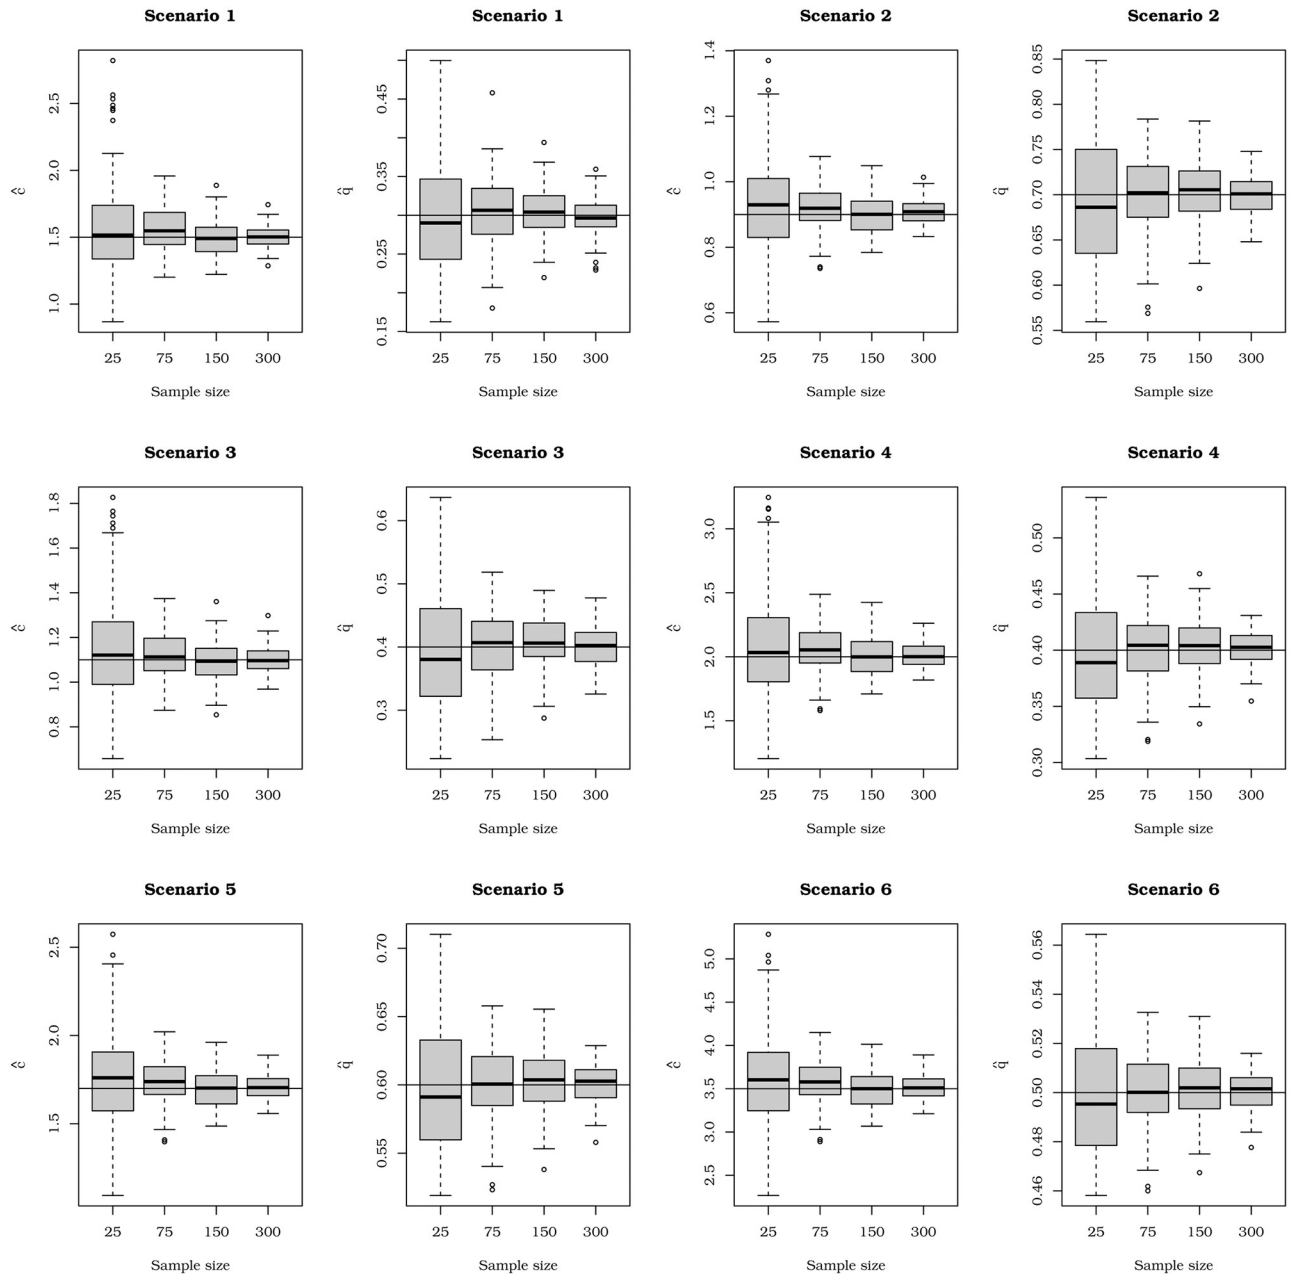 Scenario 1
Scenario 1
Scenario 2
Scenario 2
ĉ
1.0 1.5 2.0 2.5
25 75 150 300
Sample size
q̂
0.15 0.25 0.35 0.45
25 75 150 300
Sample size
ĉ
0.6 0.8 1.0 1.2 1.4
25 75 150 300
Sample size
q̂
0.55 0.60 0.65 0.70 0.75 0.80 0.85
25 75 150 300
Sample size
Scenario 3
Scenario 3
Scenario 4
Scenario 4
ĉ
0.8 1.0 1.2 1.4 1.6 1.8
25 75 150 300
Sample size
q̂
0.3 0.4 0.5 0.6
25 75 150 300
Sample size
ĉ
1.5 2.0 2.5 3.0
25 75 150 300
Sample size
q̂
0.30 0.35 0.40 0.45 0.50
25 75 150 300
Sample size
Scenario 5
Scenario 5
Scenario 6
Scenario 6
ĉ
1.5 2.0 2.5
25 75 150 300
Sample size
q̂
0.55 0.60 0.65 0.70
25 75 150 300
Sample size
ĉ
2.5 3.0 3.5 4.0 4.5 5.0
25 75 150 300
Sample size
q̂
0.46 0.48 0.50 0.52 0.54 0.56
25 75 150 300
Sample size